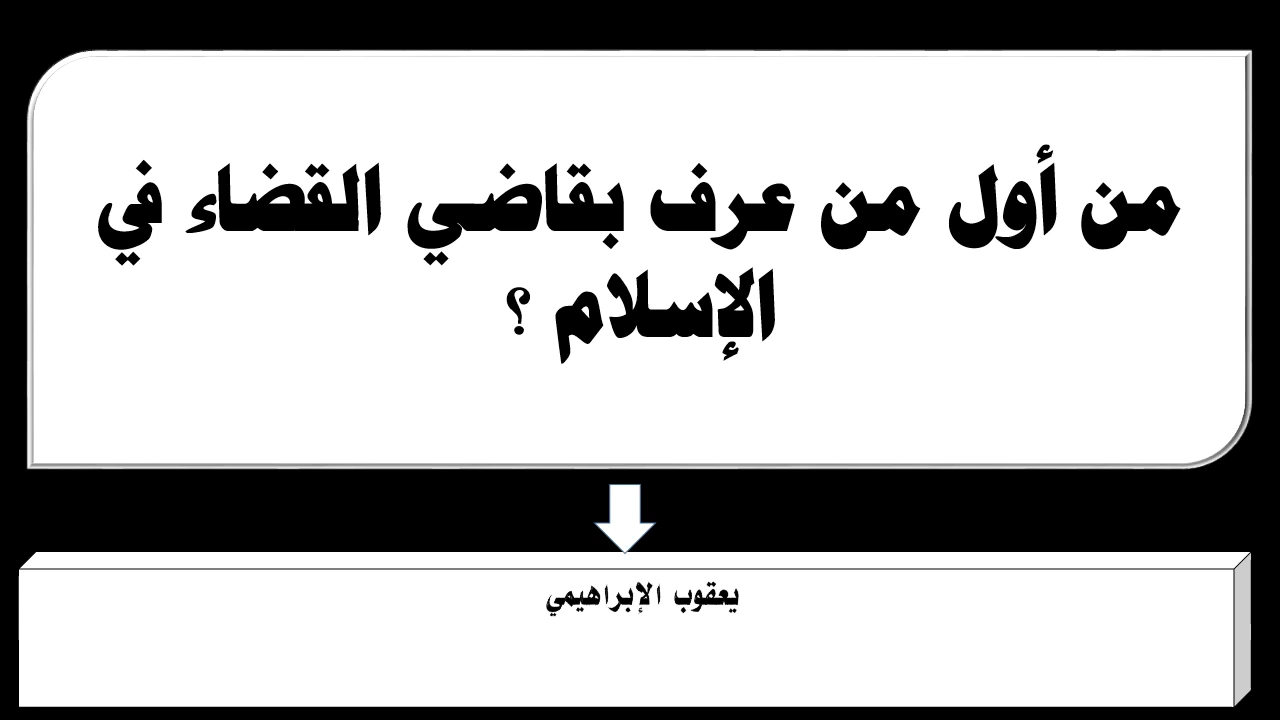 من أول من عرف بقاضي القضاء في
الإسلام ؟
يعقوب الإبراهيمي